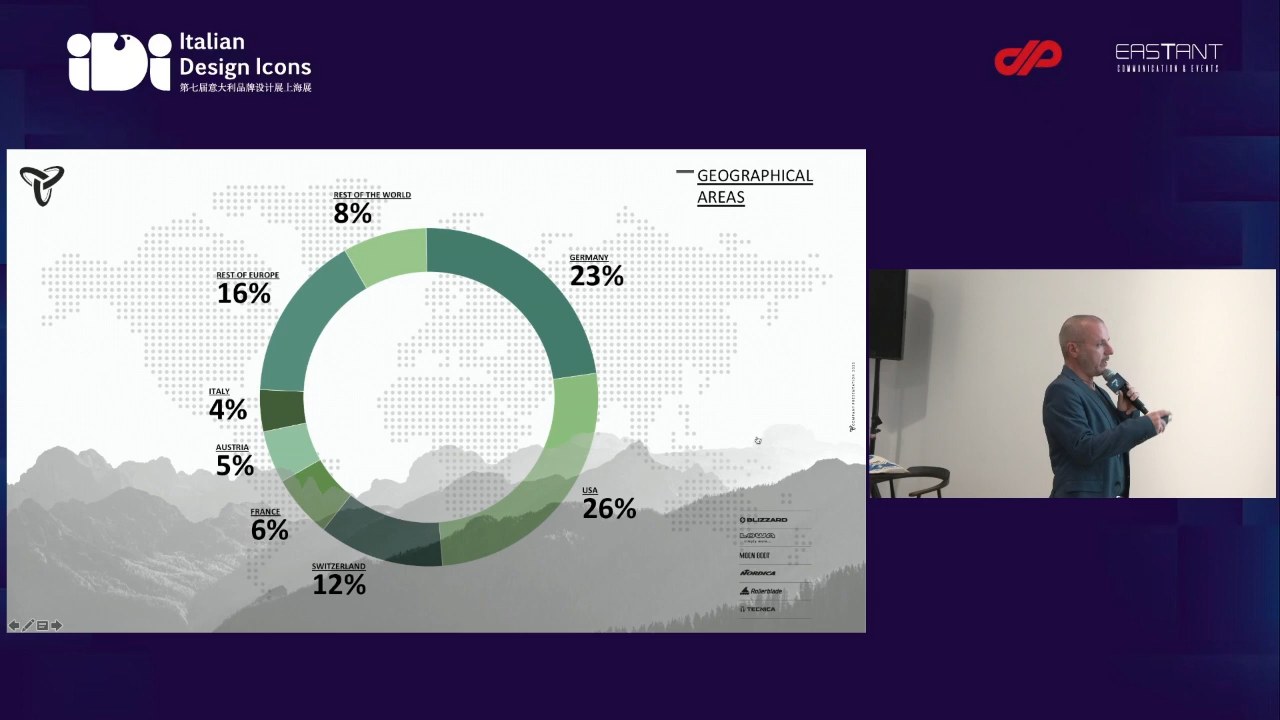 iDi
Italian
Design Icons
第七届意大利品牌设计展上海展
EASTANT
COMMUNICATION & EVENTS
GEOGRAPHICAL
AREAS
REST OF THE WORLD
8%
GERMANY
23%
REST OF EUROPE
16%
ITALY
4%
AUSTRIA
5%
FRANCE
6%
SWITZERLAND
12%
USA
26%
BLIZZARD
LOWA
MOON BOOT
NORDICA
Rollerblade
TECNICA